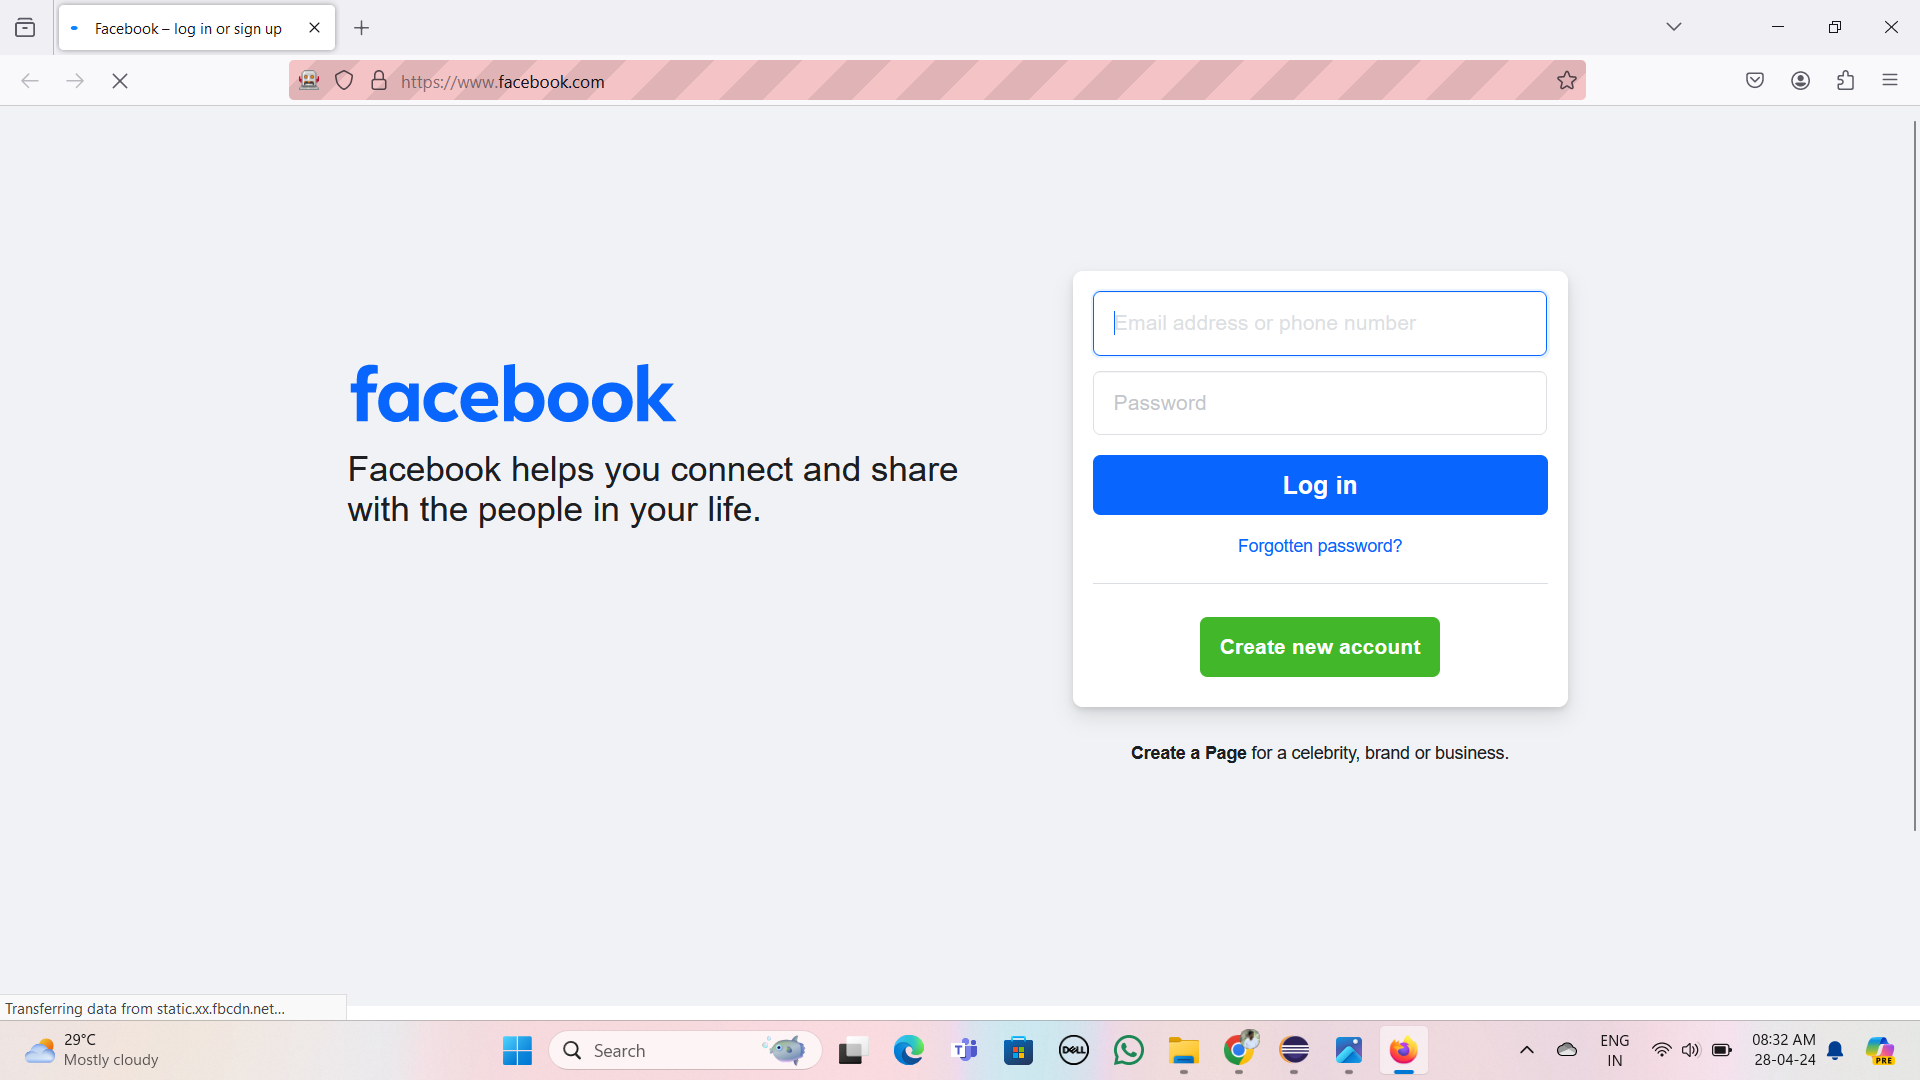 Facebook – log in or sign up
https://www.facebook.com
facebook
Facebook helps you connect and share
with the people in your life.
Email address or phone number
Password
Log in
Forgotten password?
Create new account
Create a Page for a celebrity, brand or business.
Transferring data from static.xx.fbcdn.net...
29°C
Mostly cloudy
Search
DELL
ENG
IN
08:32 AM
28-04-24
PRE